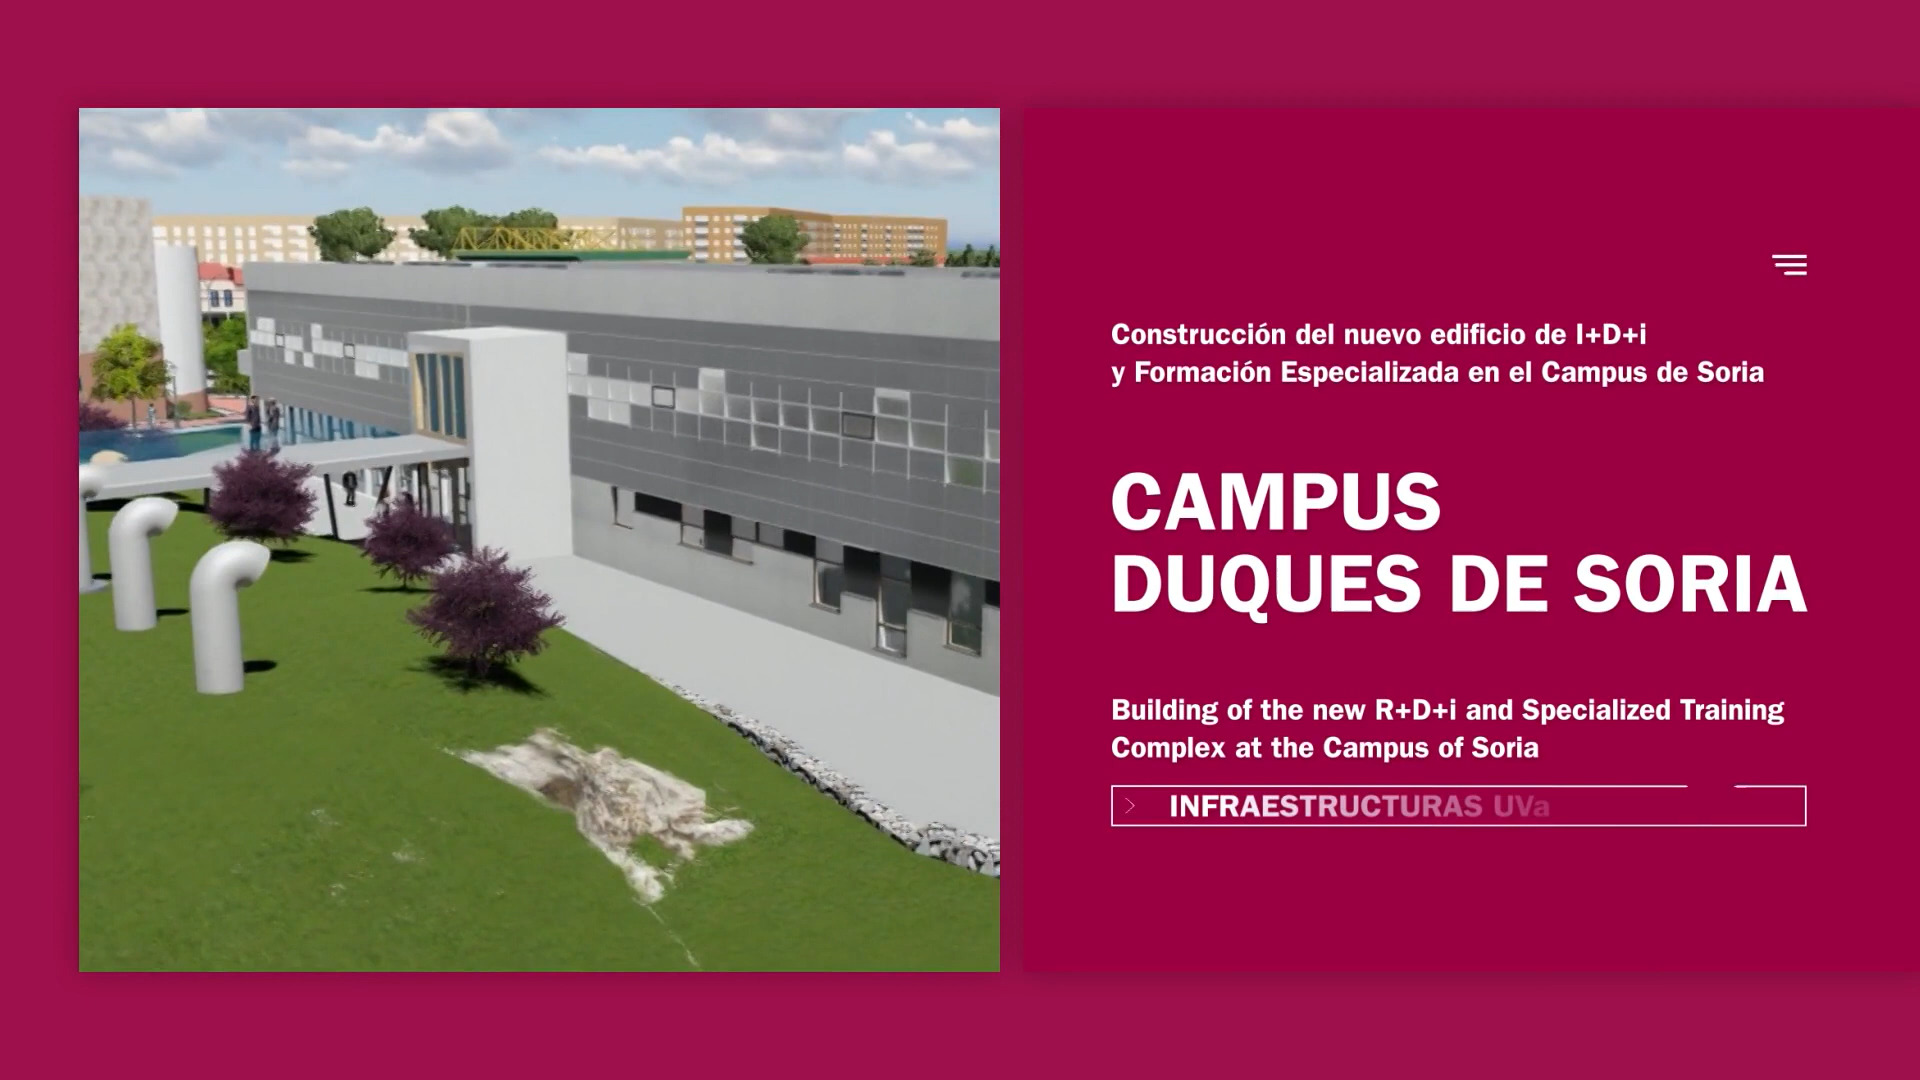 Construcción del nuevo edificio de I+D+i
y Formación Especializada en el Campus de Soria
CAMPUS
DUQUES DE SORIA
Building of the new R+D+i and Specialized Training
Complex at the Campus of Soria
INFRAESTRUCTURAS UVa